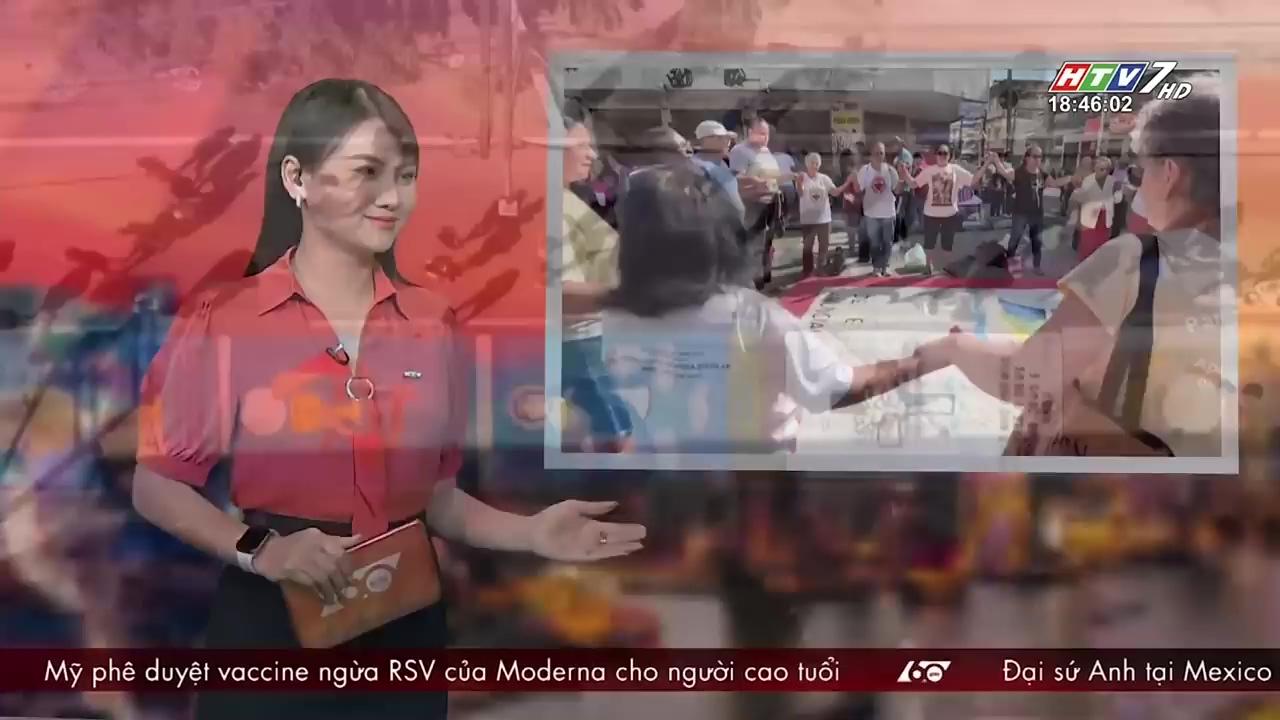 HTV7
HD
18:46:02
Mỹ phê duyệt vaccine ngừa RSV của Moderna cho người cao tuổi
60
Đại sứ Anh tại Mexico